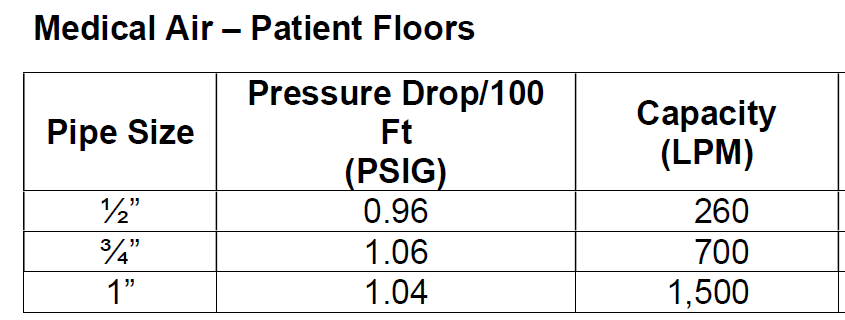 Medical Air – Patient Floors
Pipe Size
Pressure Drop/100
Ft
(PSIG)
Capacity
(LPM)
½” 0.96 260
¾” 1.06 700
1” 1.04 1,500